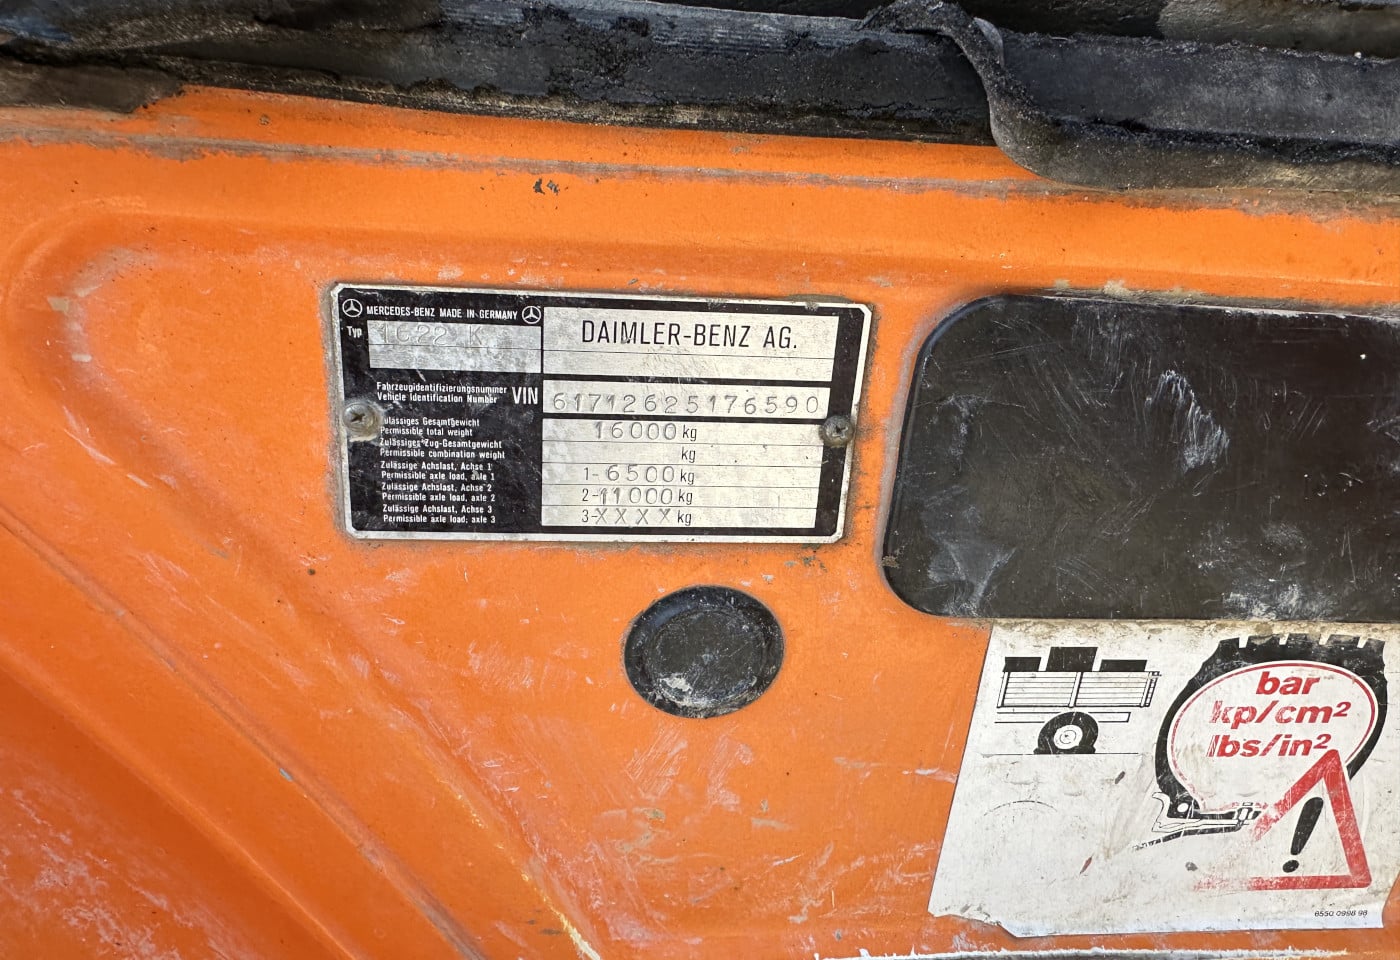 MERCEDES-BENZ MADE IN GERMANY
Typ 1622 K
DAIMLER-BENZ AG.
Fahrzeugidentifizierungsnummer
Vehicle Identification Number VIN 61712625176590
Zulässiges Gesamtgewicht
Permissible total weight 16000 kg
Zulässiges Zug-Gesamtgewicht
Permissible combination weight kg
Zulässige Achslast, Achse 1
Permissible axle load, axle 1 1-6500 kg
Zulässige Achslast, Achse 2
Permissible axle load, axle 2 2-11000 kg
Zulässige Achslast, Achse 3
Permissible axle load, axle 3 3-XXXX kg
bar
kp/cm²
lbs/in²
!